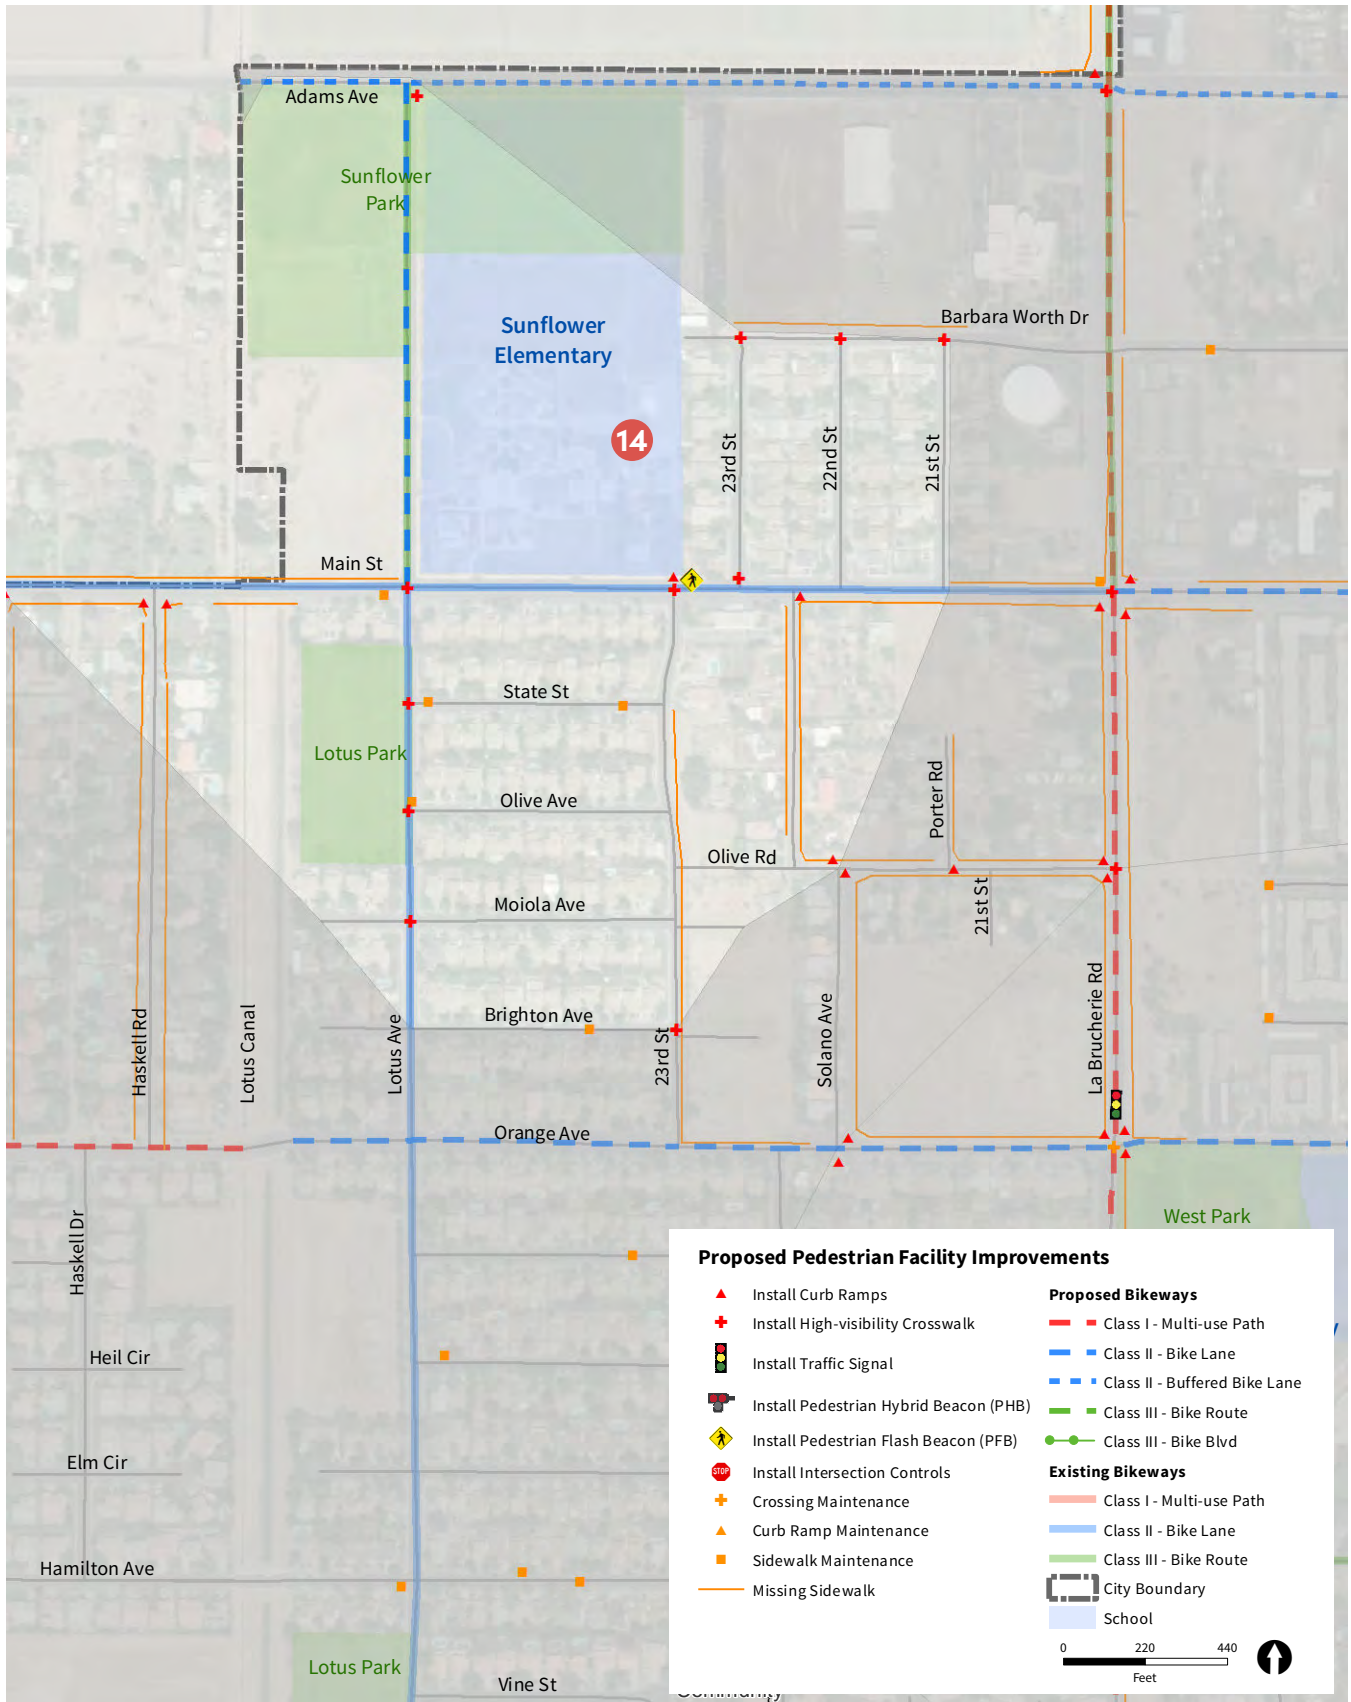 Adams Ave
Sunflower
Park
Barbara Worth Dr
Sunflower
Elementary
14
23rd St
22nd St
21st St
Main St
State St
Lotus Park
Olive Ave
Porter Rd
Olive Rd
Moiola Ave
21st St
Haskell Rd
Lotus Canal
Lotus Ave
Brighton Ave
23rd St
Solano Ave
La Brucherie Rd
Orange Ave
West Park
Haskell Dr
Heil Cir
Elm Cir
Hamilton Ave
Lotus Park
Vine St
Proposed Pedestrian Facility Improvements
Install Curb Ramps
Install High-visibility Crosswalk
Install Traffic Signal
Install Pedestrian Hybrid Beacon (PHB)
Install Pedestrian Flash Beacon (PFB)
STOP
Install Intersection Controls
Crossing Maintenance
Curb Ramp Maintenance
Sidewalk Maintenance
Missing Sidewalk
Proposed Bikeways
Class I - Multi-use Path
Class II - Bike Lane
Class II - Buffered Bike Lane
Class III - Bike Route
Class III - Bike Blvd
Existing Bikeways
Class I - Multi-use Path
Class II - Bike Lane
Class III - Bike Route
City Boundary
School
0 220 440
Feet